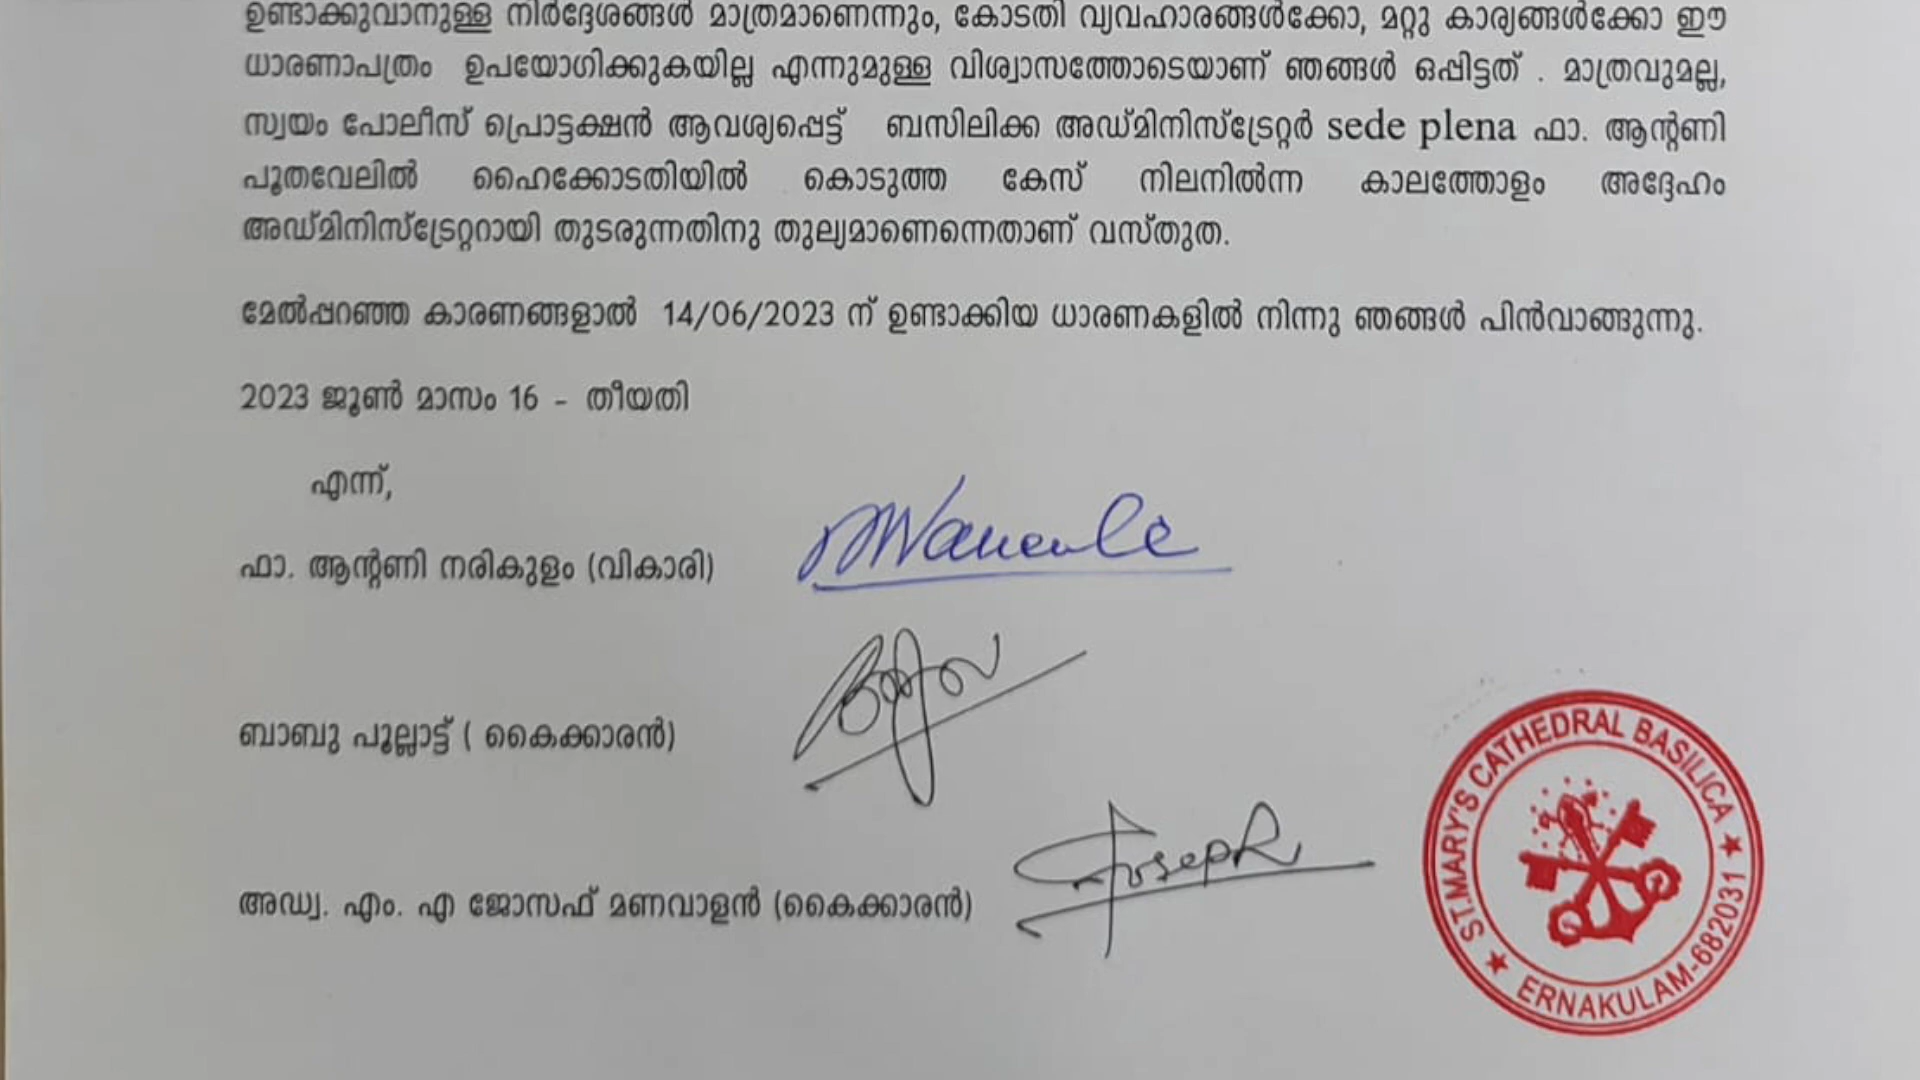 ഉണ്ടാക്കുവാനുള്ള നിർദ്ദേശങ്ങൾ മാത്രമാണെന്നും, കോടതി വ്യവഹാരങ്ങൾക്കോ, മറ്റു കാര്യങ്ങൾക്കോ ഈ
ധാരണാപത്രം ഉപയോഗിക്കുകയില്ല എന്നുമുള്ള വിശ്വാസത്തോടെയാണ് ഞങ്ങൾ ഒപ്പിട്ടത് . മാത്രവുമല്ല,
സ്വയം പോലീസ് പ്രൊട്ടക്ഷൻ ആവശ്യപ്പെട്ട് ബസിലിക്ക അഡ്മിനിസ്ട്രേറ്റർ sede plena ഫാ. ആന്റണി
പൂതവേലിൽ ഹൈക്കോടതിയിൽ കൊടുത്ത കേസ് നിലനിൽന്ന കാലത്തോളം അദ്ദേഹം
അഡ്മിനിസ്ട്രേറ്ററായി തുടരുന്നതിനു തുല്യമാണെന്നെതാണ് വസ്തുത.
മേൽപ്പറഞ്ഞ കാരണങ്ങളാൽ 14/06/2023 ന് ഉണ്ടാക്കിയ ധാരണകളിൽ നിന്നു ഞങ്ങൾ പിൻവാങ്ങുന്നു.
2023 ജൂൺ മാസം 16 - തീയതി
എന്ന്,
ഫാ. ആന്റണി നരികുളം (വികാരി)
ബാബു പൂല്ലാട്ട് ( കൈക്കാരൻ)
അഡ്വ. എം. എ ജോസഫ് മണവാളൻ (കൈക്കാരൻ)
Joseph
ST.MARY'S CATHEDRAL BASILICA ★
★ ERNAKULAM-682031